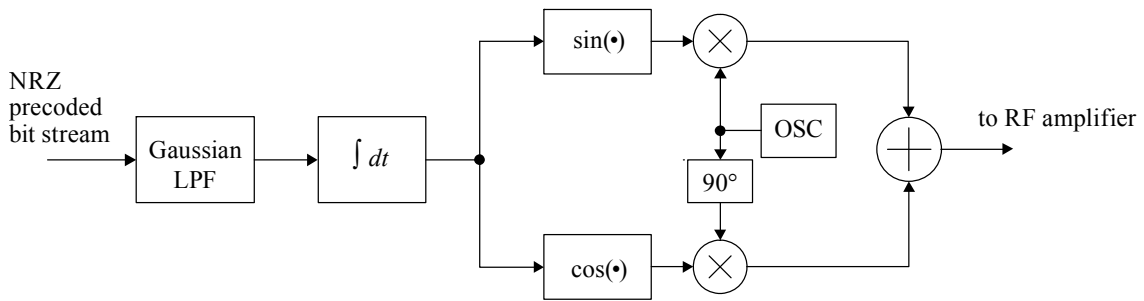 NRZ
precoded
bit stream
Gaussian
LPF
∫ dt
sin(•)
cos(•)
×
OSC
90°
×
+
to RF amplifier